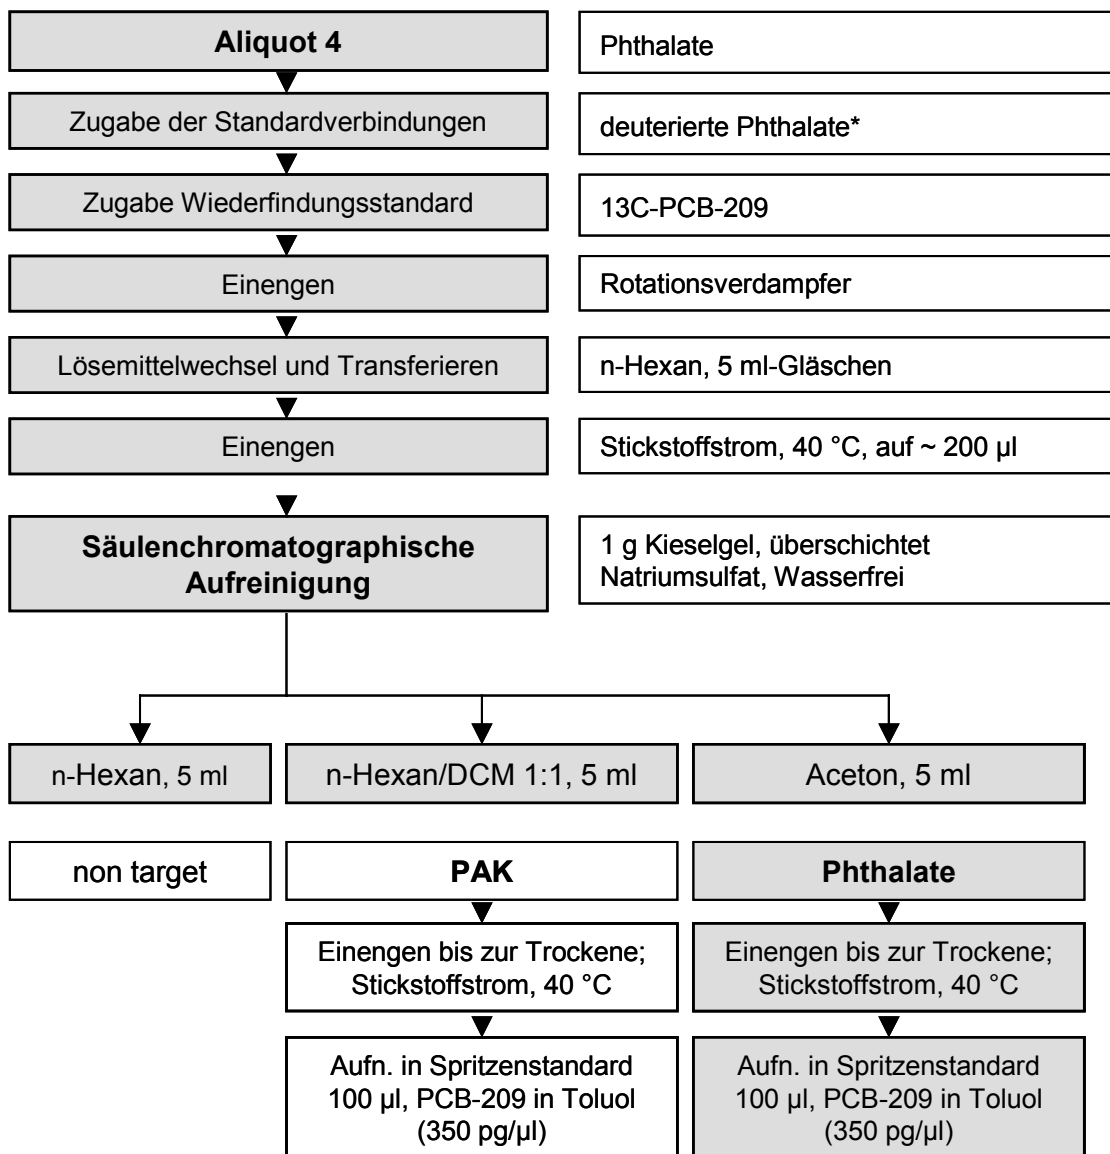 Aliquot 4
Phthalate
Zugabe der Standardverbindungen
deuterierte Phthalate*
Zugabe Wiederfindungsstandard
13C-PCB-209
Einengen
Rotationsverdampfer
Lösemittelwechsel und Transferieren
n-Hexan, 5 ml-Gläschen
Einengen
Stickstoffstrom, 40 °C, auf ~ 200 µl
Säulenchromatographische
Aufreinigung
1 g Kieselgel, überschichtet
Natriumsulfat, Wasserfrei
n-Hexan, 5 ml
n-Hexan/DCM 1:1, 5 ml
Aceton, 5 ml
non target
PAK
Phthalate
Einengen bis zur Trockene;
Stickstoffstrom, 40 °C
Einengen bis zur Trockene;
Stickstoffstrom, 40 °C
Aufn. in Spritzenstandard
100 µl, PCB-209 in Toluol
(350 pg/µl)
Aufn. in Spritzenstandard
100 µl, PCB-209 in Toluol
(350 pg/µl)